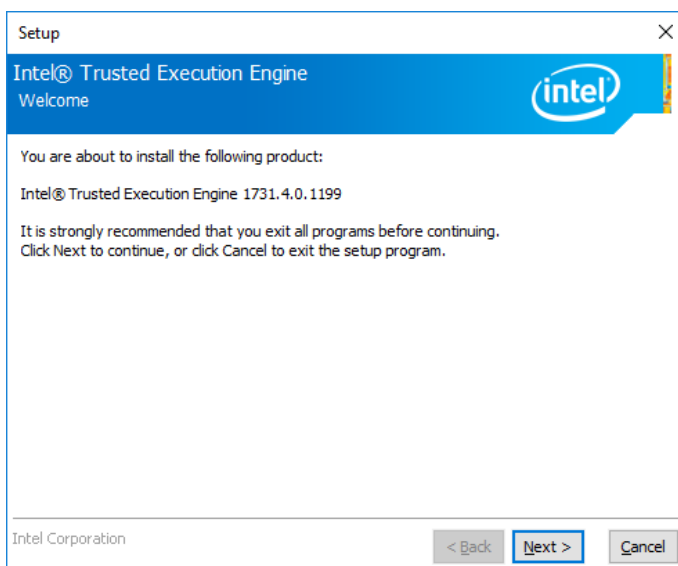 Setup
Intel® Trusted Execution Engine
Welcome
intel
You are about to install the following product:
Intel® Trusted Execution Engine 1731.4.0.1199
It is strongly recommended that you exit all programs before continuing.
Click Next to continue, or click Cancel to exit the setup program.
Intel Corporation
< Back Next > Cancel